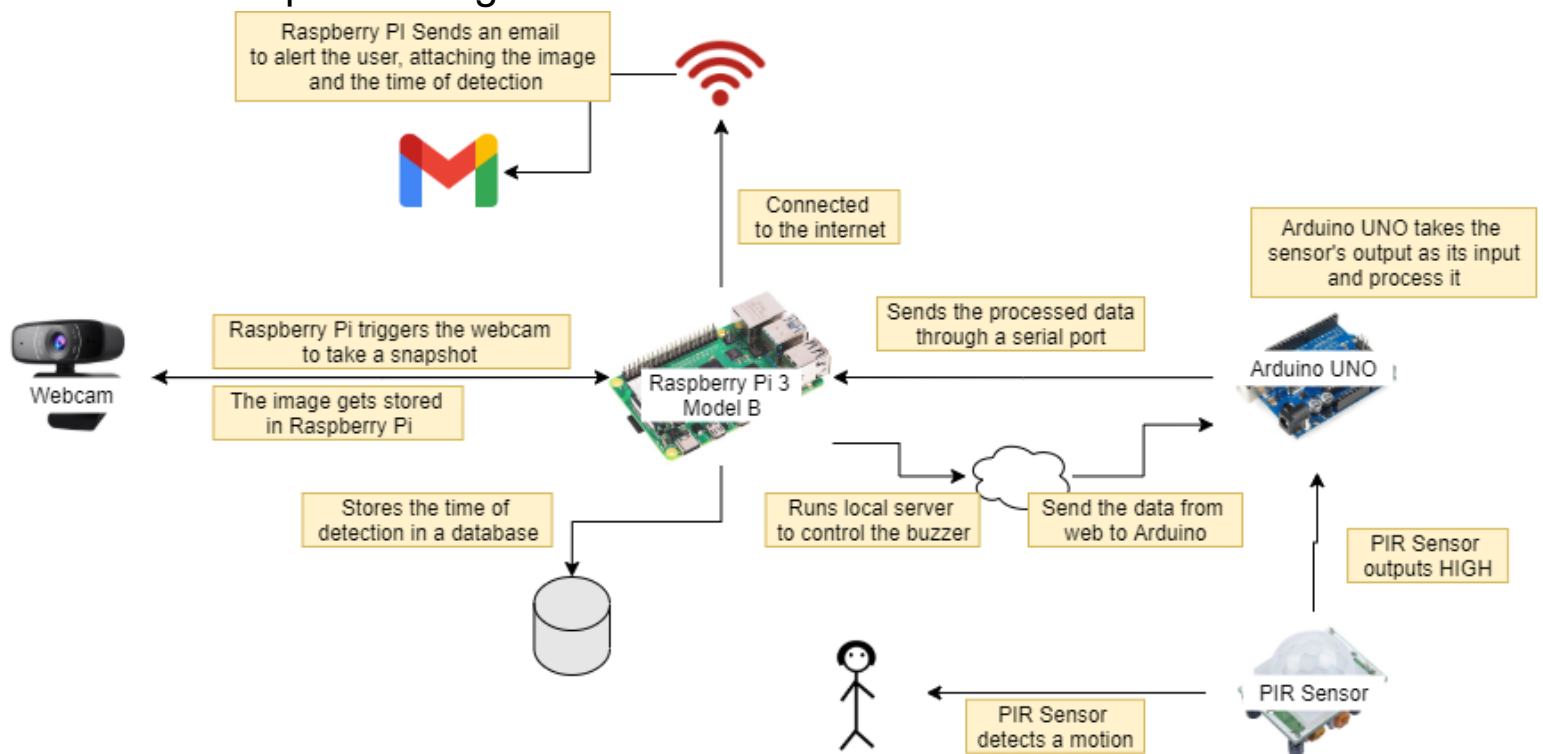 Raspberry PI Sends an email
to alert the user, attaching the image
and the time of detection
Connected
to the internet
Arduino UNO takes the
sensor's output as its input
and process it
Raspberry Pi triggers the webcam
to take a snapshot
Sends the processed data
through a serial port
Webcam
Raspberry Pi 3
Model B
Arduino UNO
The image gets stored
in Raspberry Pi
Stores the time of
detection in a database
Runs local server
to control the buzzer
Send the data from
web to Arduino
PIR Sensor
outputs HIGH
PIR Sensor
PIR Sensor
detects a motion